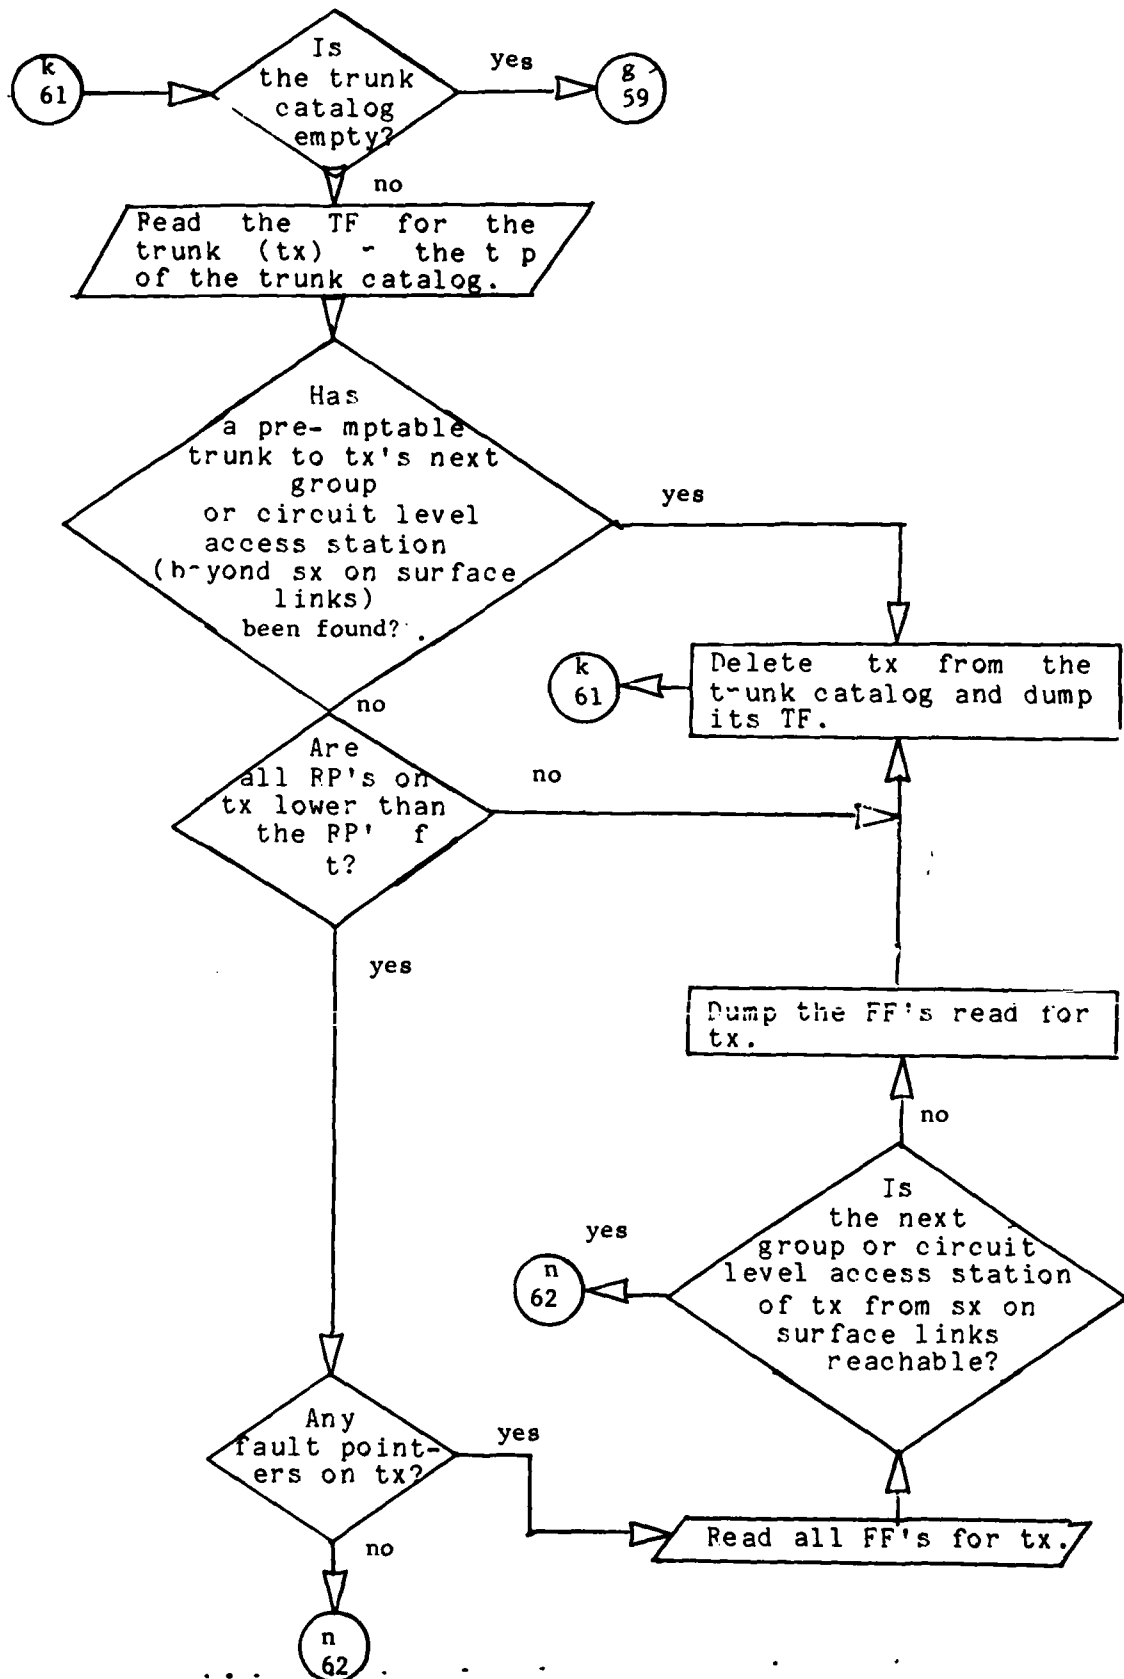 k
61
Is
the trunk
catalog
empty?
yes
g
59
no
Read the TF for the
trunk (tx) - the t p
of the trunk catalog.
Has
a pre- mptable
trunk to tx's next
group
or circuit level
access station
(b-yond sx on surface
links)
been found?
yes
no
k
61
Delete tx from the
t-unk catalog and dump
its TF.
Are
all RP's on
tx lower than
the RP' f
t?
no
yes
Dump the FF's read for
tx.
no
Is
the next
group or circuit
level access station
of tx from sx on
surface links
reachable?
yes
n
62
Any
fault point-
ers on tx?
yes
no
Read all FF's for tx.
n
62